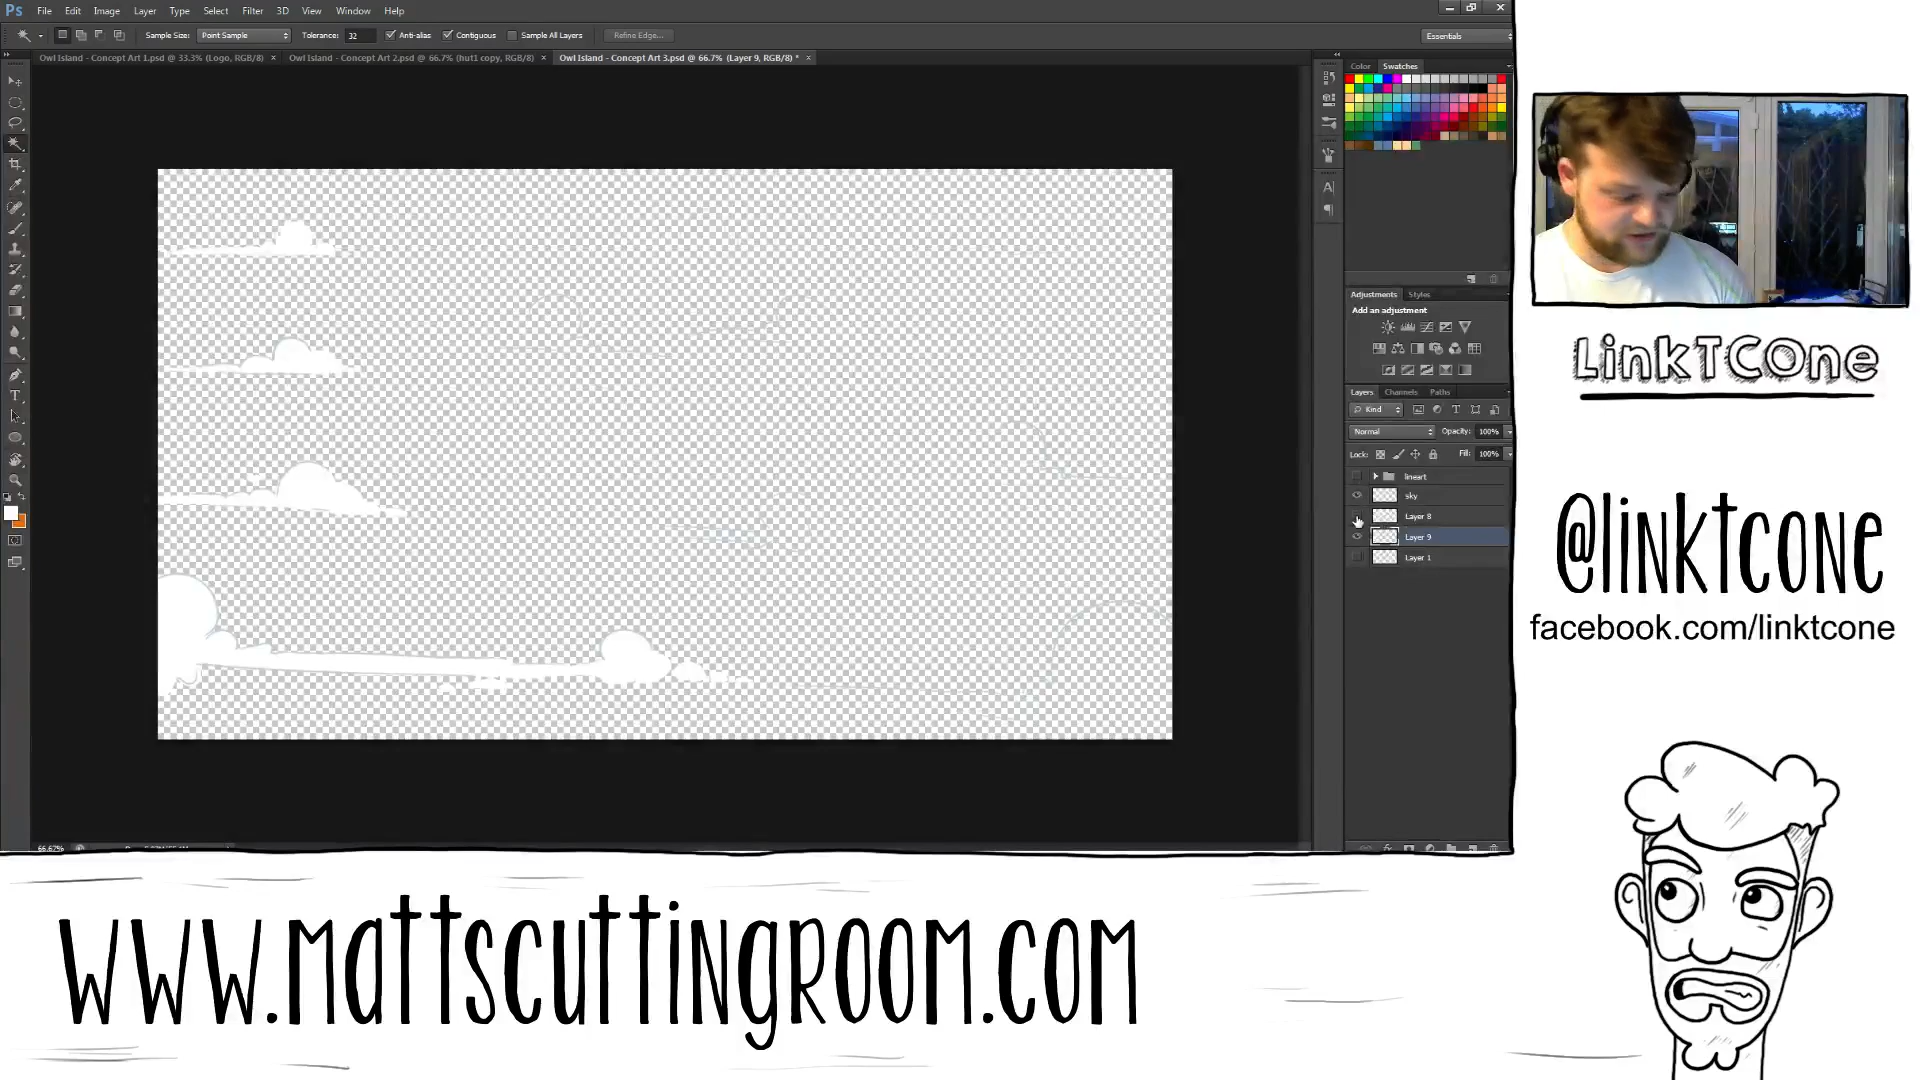 Ps File Edit Image Layer Type Select Filter 3D View Window Help
Sample Size: Point Sample Tolerance: 32 Anti-alias Contiguous Sample All Layers Refine Edge... Essentials
Owl Island - Concept Art 1.psd @ 33.3% (Logo, RGB/8) × Owl Island - Concept Art 2.psd @ 66.7% (hut1 copy, RGB/8) × Owl Island - Concept Art 3.psd @ 66.7% (Layer 9, RGB/8) * ×
Color Swatches
Adjustments Styles
Add an adjustment
Layers Channels Paths
Kind
Normal Opacity: 100%
Lock: Fill: 100%
lineart
sky
Layer 8
Layer 9
Layer 1
66.67%
LinkTCOne
@linktcone
facebook.com/linktcone
www.mattscuttingroom.com